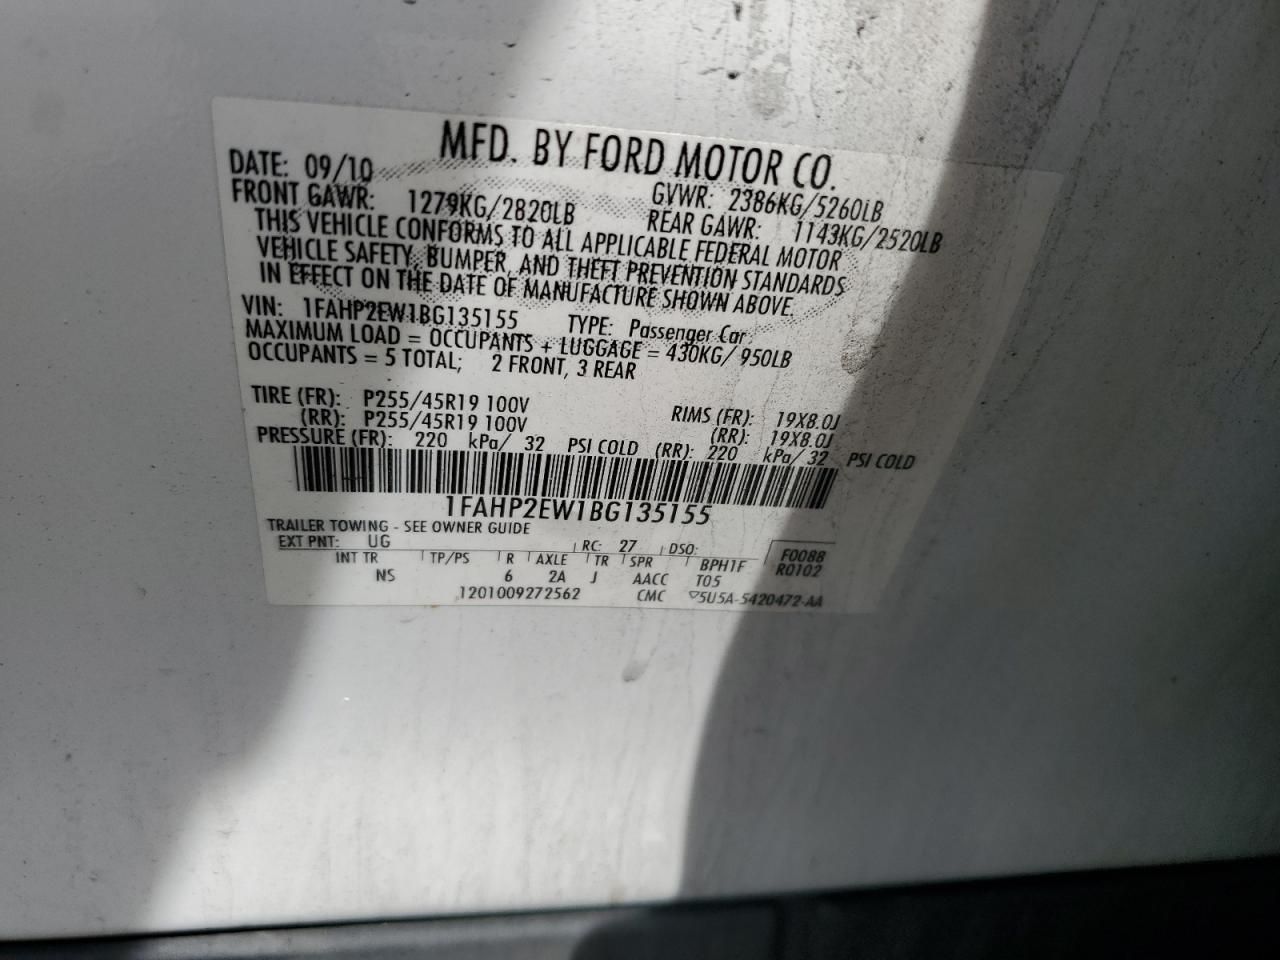 MFD. BY FORD MOTOR CO.
DATE: 09/10 GVWR: 2386KG/5260LB
FRONT GAWR: 1279KG/2820LB REAR GAWR: 1143KG/2520LB
THIS VEHICLE CONFORMS TO ALL APPLICABLE FEDERAL MOTOR
VEHICLE SAFETY, BUMPER, AND THEFT PREVENTION STANDARDS
IN EFFECT ON THE DATE OF MANUFACTURE SHOWN ABOVE.
VIN: 1FAHP2EW1BG135155 TYPE: Passenger Car
MAXIMUM LOAD = OCCUPANTS + LUGGAGE = 430KG/ 950LB
OCCUPANTS = 5 TOTAL; 2 FRONT, 3 REAR
TIRE (FR): P255/45R19 100V RIMS (FR): 19X8.0J
(RR): P255/45R19 100V (RR): 19X8.0J
PRESSURE (FR): 220 kPa/ 32 PSI COLD (RR): 220 kPa/ 32 PSI COLD
1FAHP2EW1BG135155
TRAILER TOWING - SEE OWNER GUIDE
EXT PNT: UG RC: 27 DSO: F0088
INT TR TP/PS R AXLE TR SPR BPH1F R0102
NS 6 2A J AACC T05
1201009272562 CMC ▽5U5A-5420472-AA